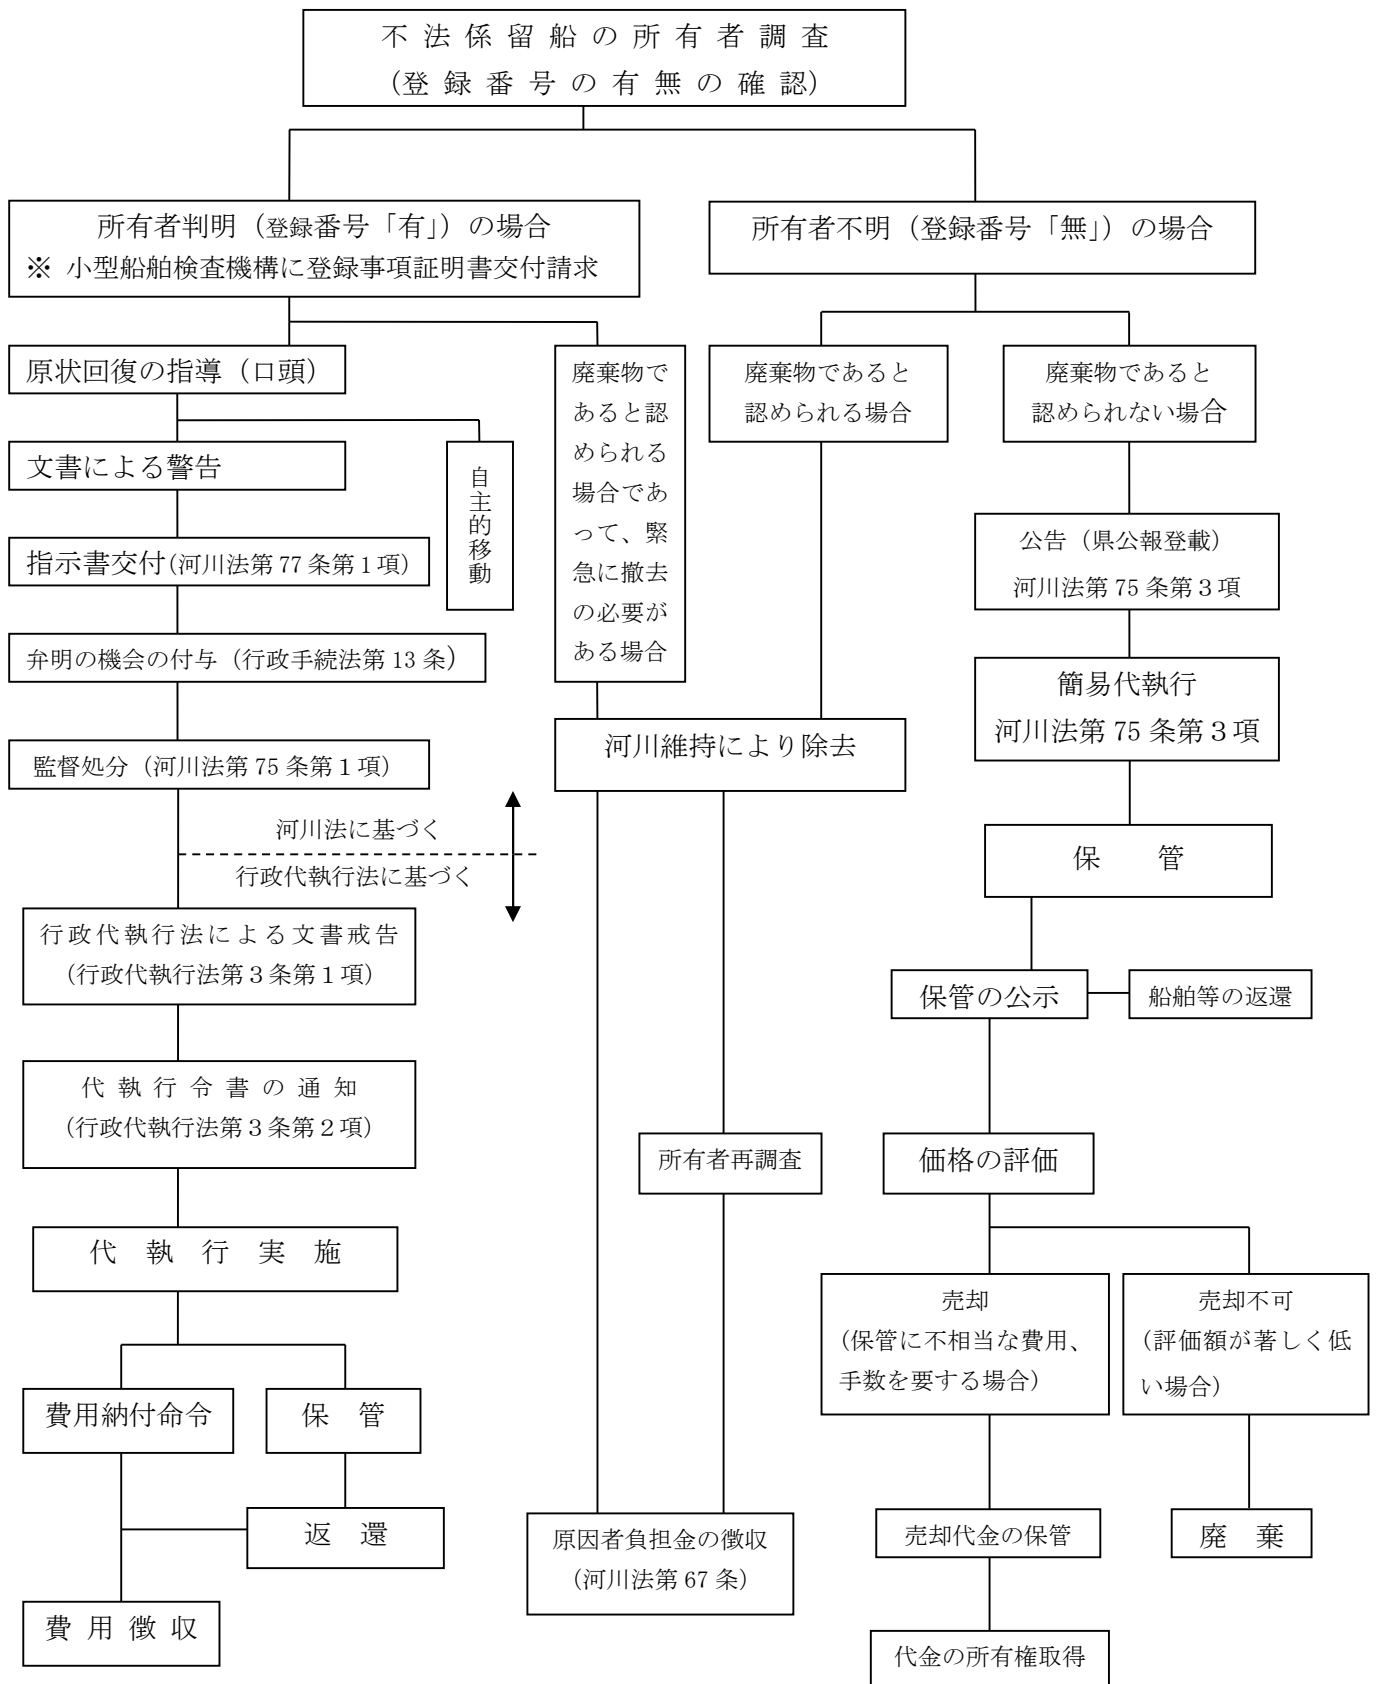 不法係留船の所有者調査
(登録番号の有無の確認)
所有者判明（登録番号「有」）の場合
※ 小型船舶検査機構に登録事項証明書交付請求
所有者不明（登録番号「無」）の場合
原状回復の指導（口頭）
文書による警告
指示書交付(河川法第 77 条第１項)
弁明の機会の付与（行政手続法第 13 条）
監督処分（河川法第 75 条第１項）
自主的移動
廃棄物で
あると認
められる
場合であ
って、緊
急に撤去
の必要が
ある場合
廃棄物であると
認められる場合
廃棄物であると
認められない場合
公告（県公報登載）
河川法第 75 条第３項
簡易代執行
河川法第 75 条第３項
河川維持により除去
河川法に基づく
行政代執行法に基づく
保　　管
行政代執行法による文書戒告
（行政代執行法第３条第１項）
保管の公示
船舶等の返還
代執行令書の通知
（行政代執行法第３条第２項）
所有者再調査
価格の評価
代　執　行　実　施
売却
（保管に不相当な費用、
手数を要する場合）
売却不可
（評価額が著しく低
い場合）
費用納付命令
保　管
返　還
原因者負担金の徴収
（河川法第 67 条）
売却代金の保管
廃　棄
費 用 徴 収
代金の所有権取得